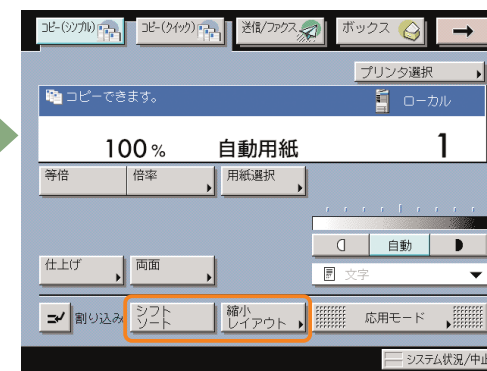 コピー(シンプル)
コピー(クイック)
送信/ファクス
ボックス
プリンタ選択
コピーできます。
ローカル
100%
自動用紙
1
等倍
倍率
用紙選択
自動
仕上げ
両面
文字
割り込み
シフト
ソート
縮小
レイアウト
応用モード
システム状況/中止